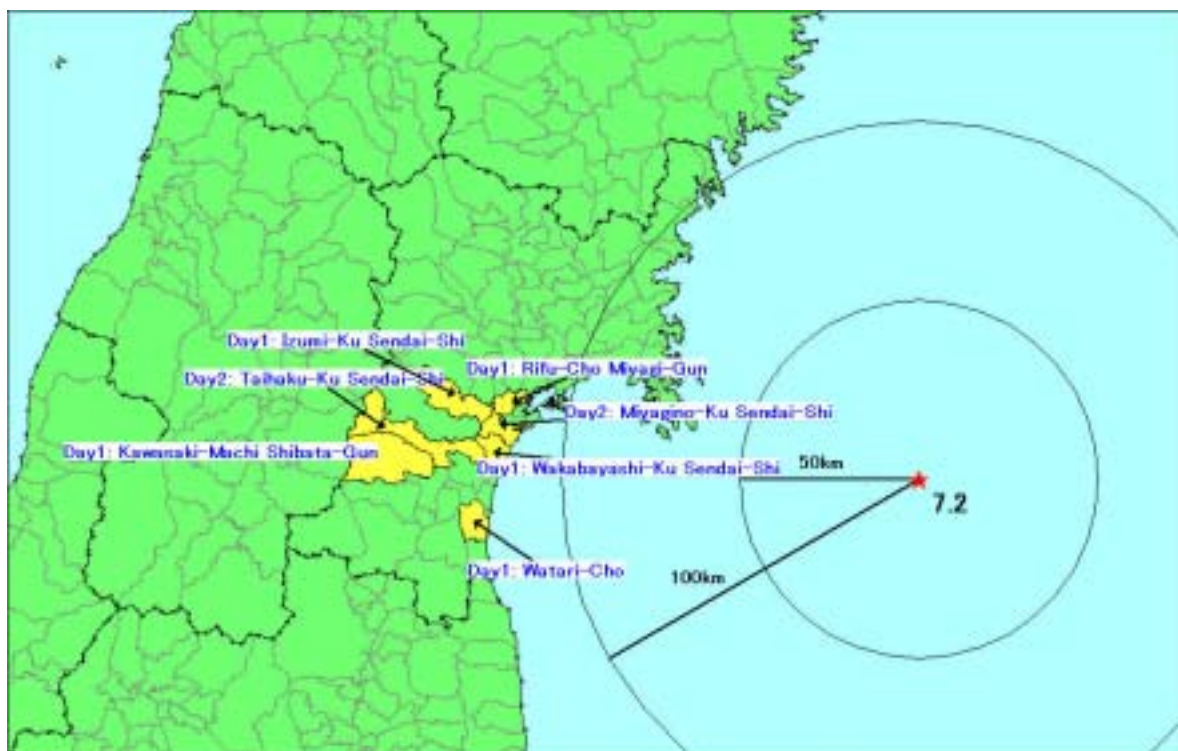 Day1: Izumi-Ku Sendai-Shi
Day1: Rifu-Cho Miyagi-Gun
Day2: Taihaku-Ku Sendai-Shi
Day2: Miyagino-Ku Sendai-Shi
Day1: Kawanaki-Machi Shibata-Gun
Day1: Wakabayashi-Ku Sendai-Shi
50km
7.2
Day1: Watari-Cho
100km